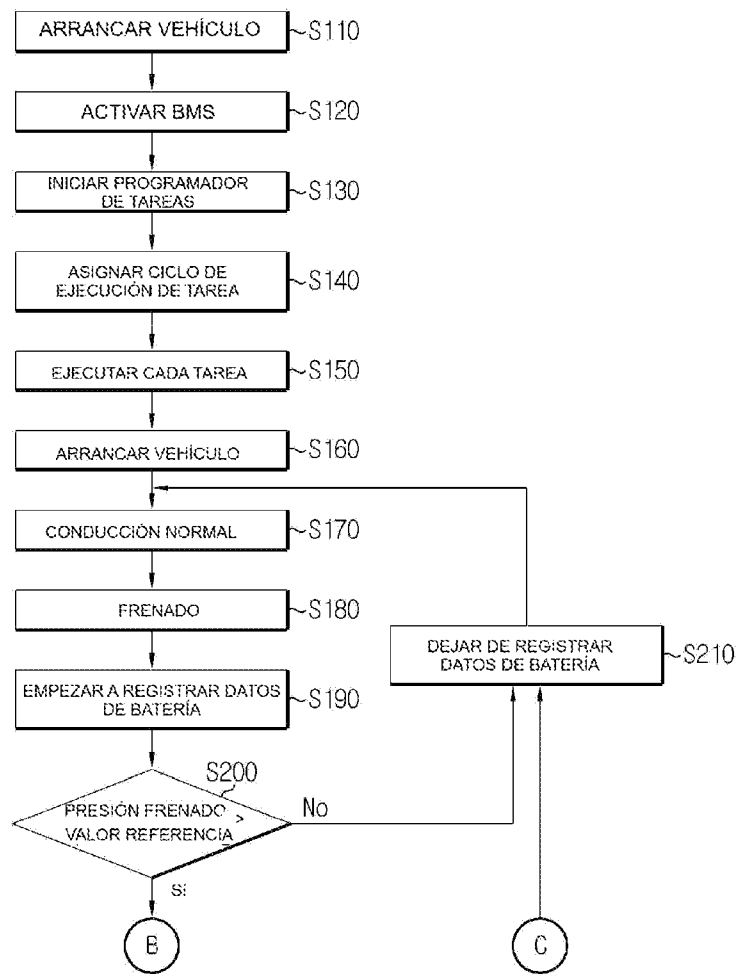 ARRANCAR VEHÍCULO S110
ACTIVAR BMS S120
INICIAR PROGRAMADOR
DE TAREAS
S130
ASIGNAR CICLO DE
EJECUCIÓN DE TAREA
S140
EJECUTAR CADA TAREA S150
ARRANCAR VEHÍCULO S160
CONDUCCIÓN NORMAL S170
FRENADO S180
DEJAR DE REGISTRAR
DATOS DE BATERÍA
S210
EMPEZAR A REGISTRAR DATOS
DE BATERÍA
S190
S200
PRESIÓN FRENADO >
VALOR REFERENCIA
No
sí
B
C